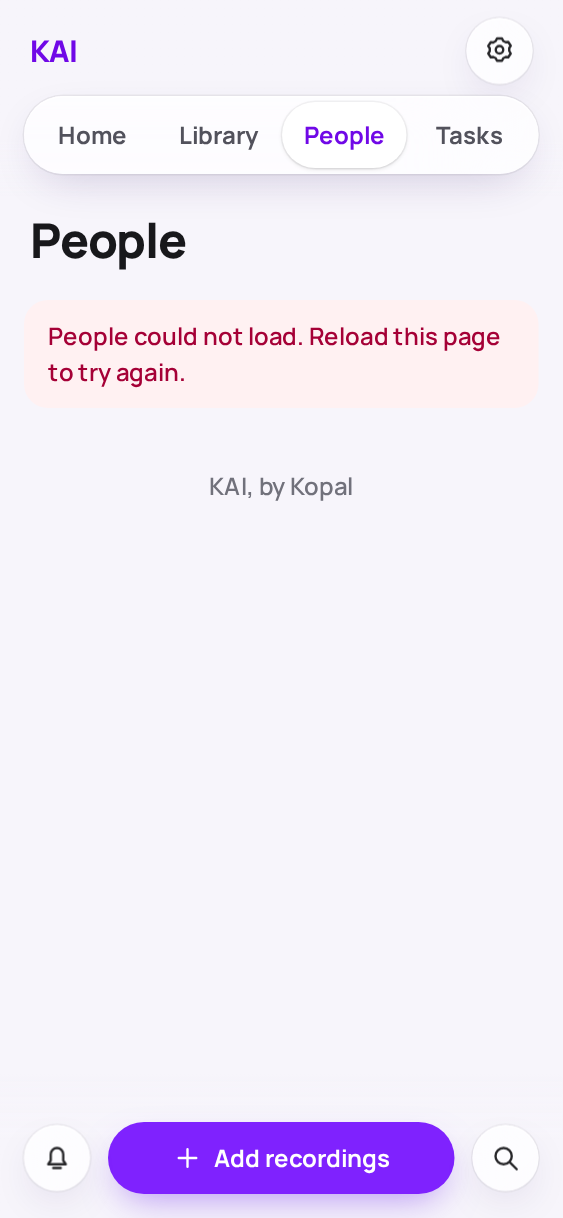 KAI
Home Library People Tasks
People
People could not load. Reload this page
to try again.
KAI, by Kopal
Add recordings